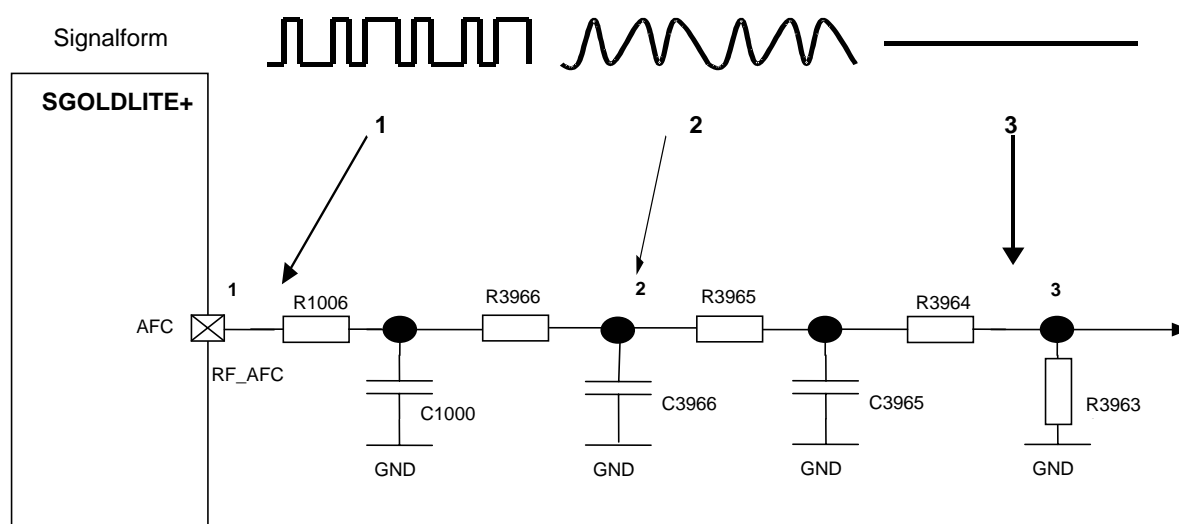 Signalform
SGOLDLITE+
1
2
3
1
R1006
R3966
2
R3965
R3964
3
AFC
RF_AFC
C1000
C3966
C3965
R3963
GND
GND
GND
GND